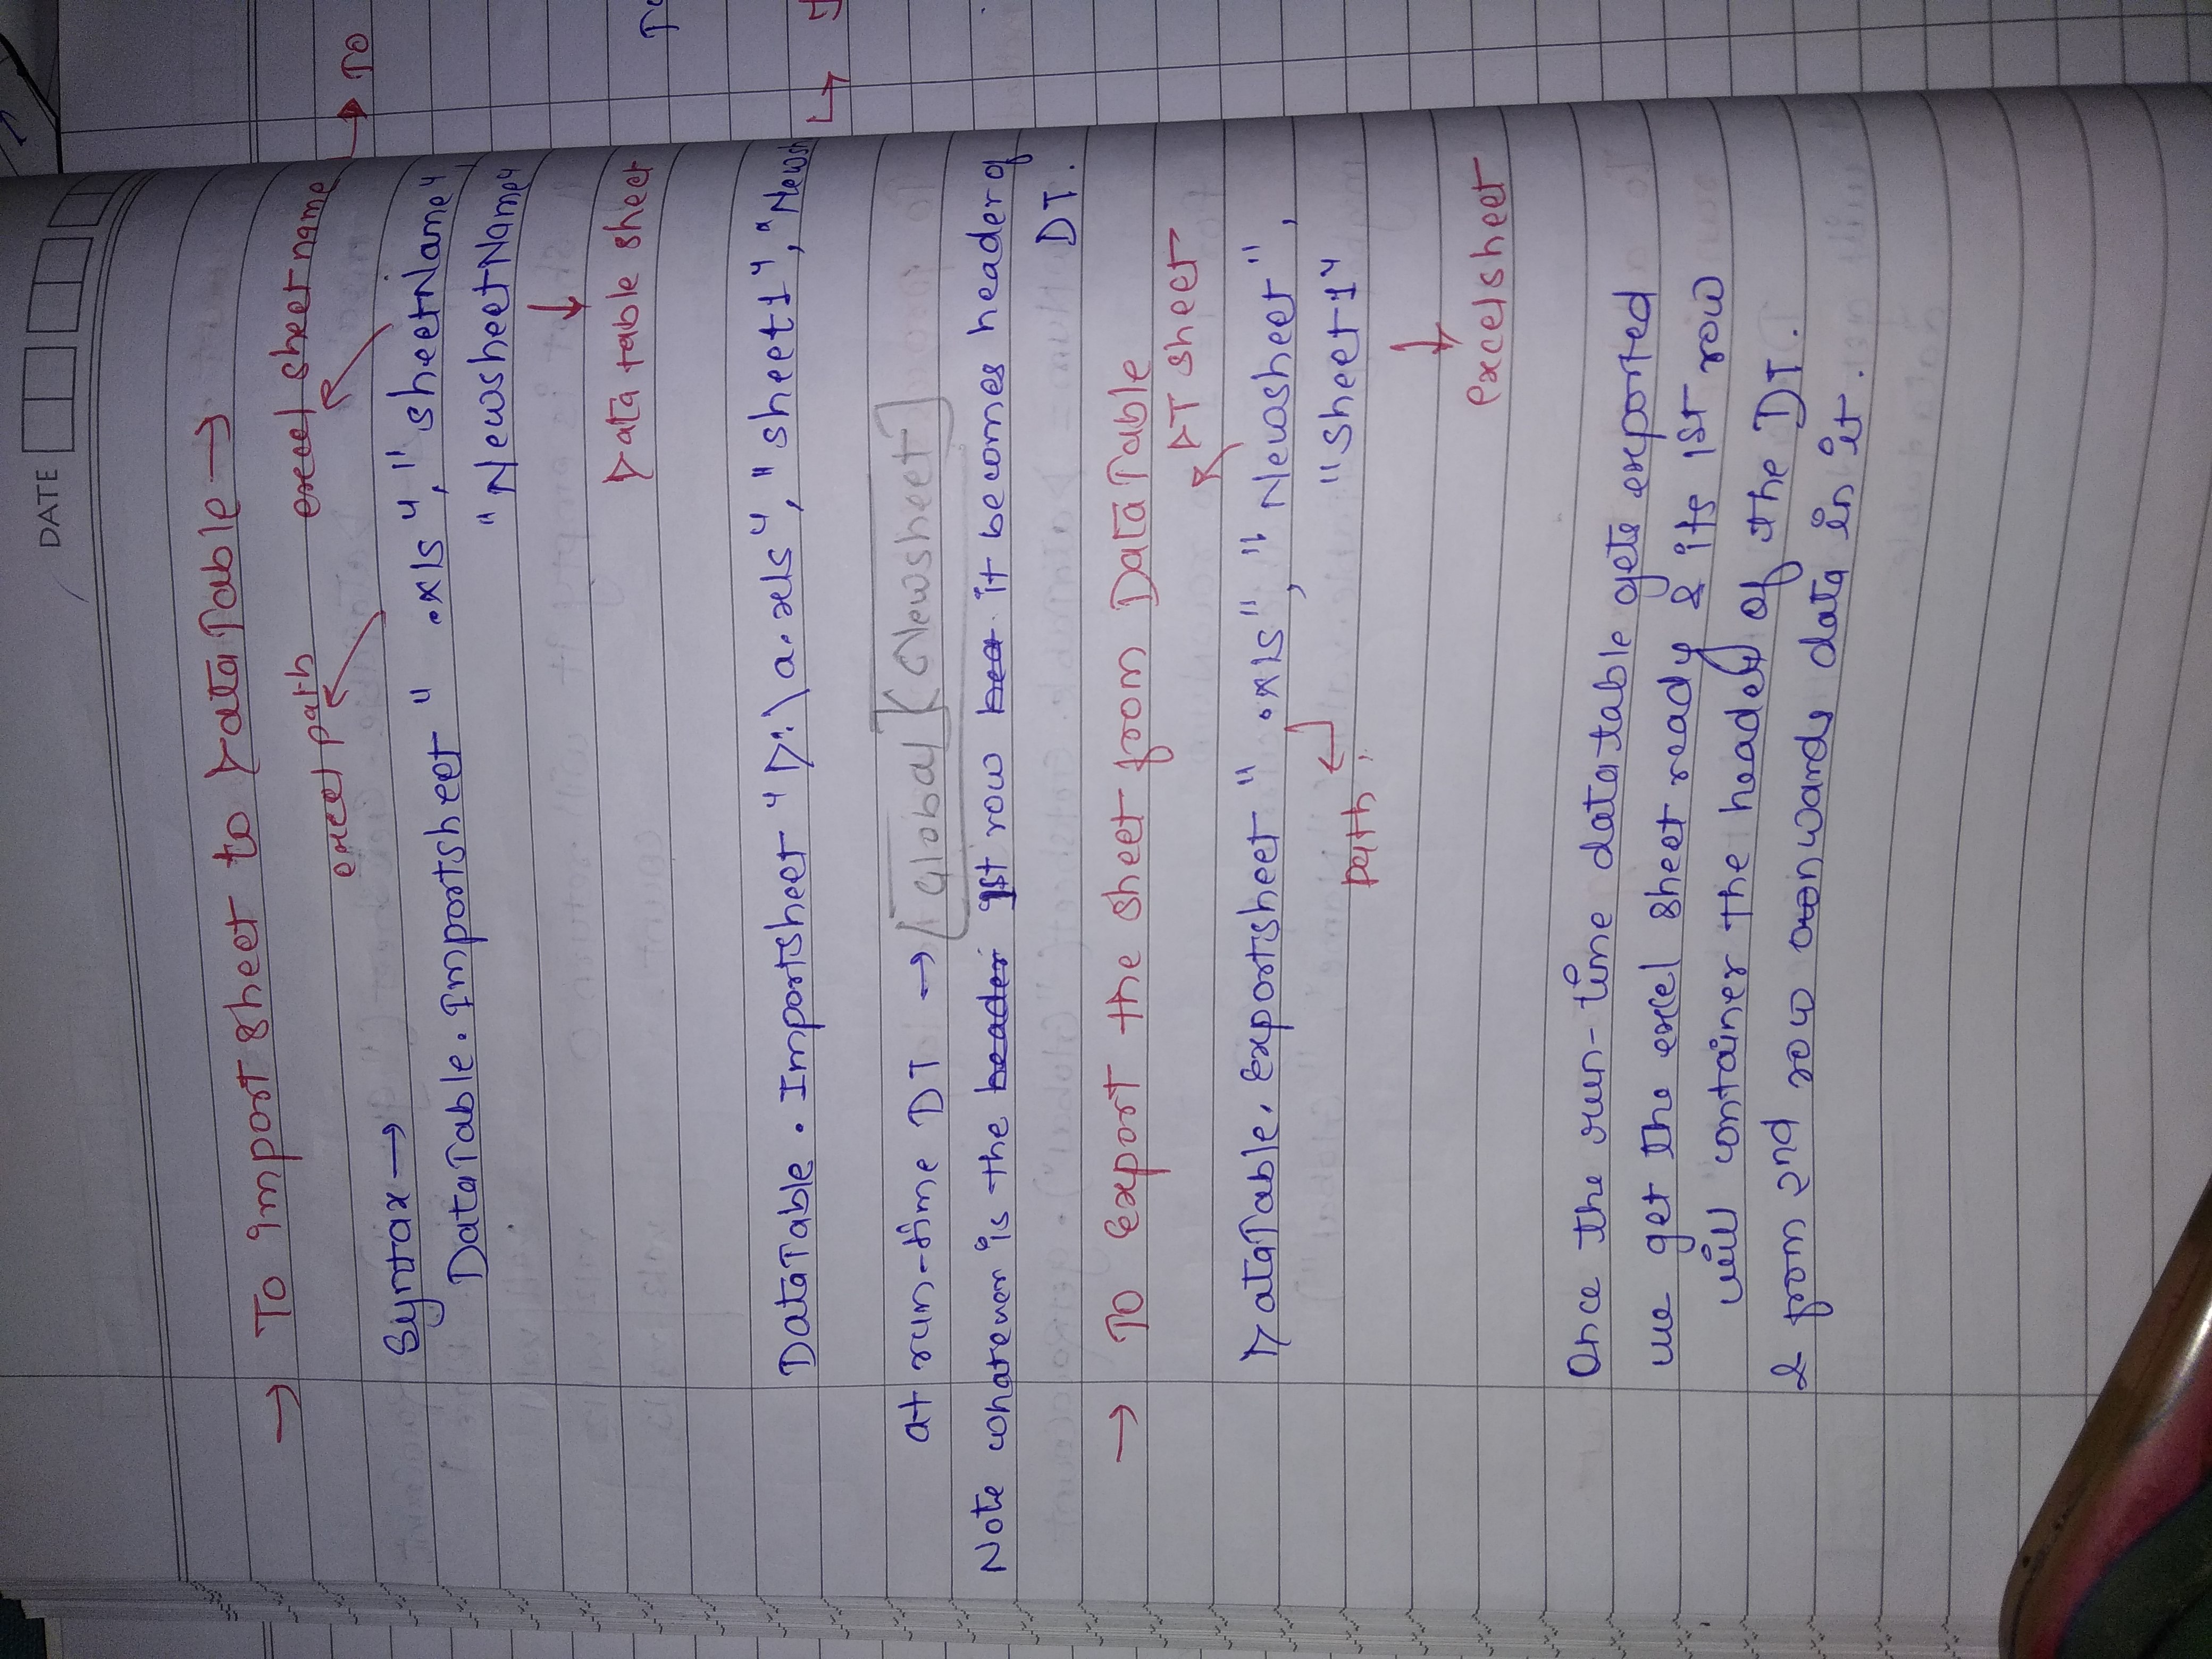 DATE
→ To import sheet to DataTable →
excel path excel sheet name
Syntax →
DataTable.Importsheet " .xls", "sheetName"
"NewsheetName"
↓
Data table sheet
DataTable.Importsheet "D:\a.xls", "sheet1", "Newsh
at run-time DT → Global Newsheet
Note whatever is the header 1st row it becomes header of
DT.
→ To Export the sheet from DataTable
DT sheet
DataTable.Exportsheet " .xls", "Newsheet",
"sheet1"
path. ↓
excelsheet
Once the run-time datatable gets exported
we get the excel sheet ready & its 1st row
will container the header of the DT.
& from 2nd row onwards data in it.
→ TO